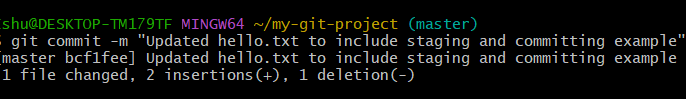 Ishu@DESKTOP-TM179TF MINGW64 ~/my-git-project (master)
$ git commit -m "Updated hello.txt to include staging and committing example"
[master bcf1fee] Updated hello.txt to include staging and committing example
1 file changed, 2 insertions(+), 1 deletion(-)